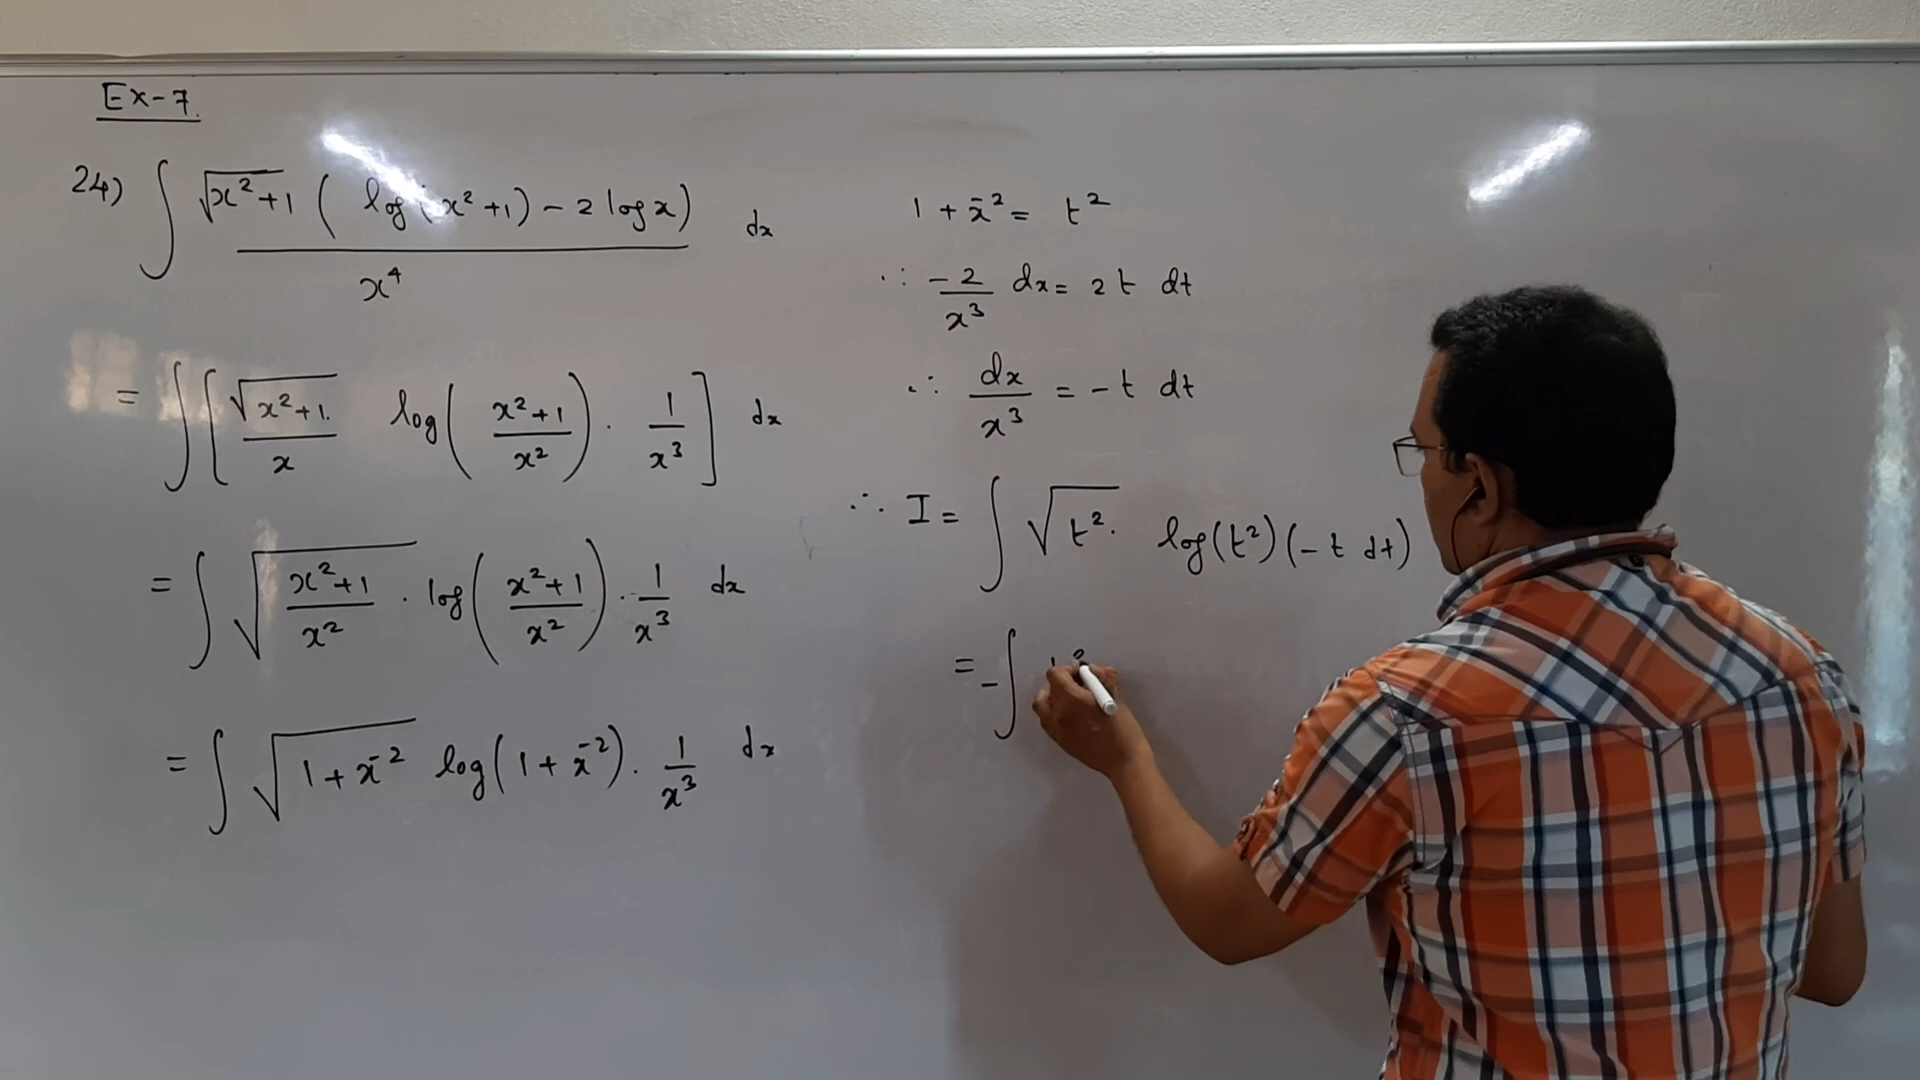 Ex-7.
24) ∫ √x²+1 ( log (x²+1) - 2 log x) / x⁴ dx
= ∫ [ √x²+1 / x log( x²+1 / x² ) · 1 / x³ ] dx
= ∫ √( x²+1 / x² ) · log( x²+1 / x² ) · 1 / x³ dx
= ∫ √(1+x⁻²) log(1+x⁻²) · 1 / x³ dx
1 + x⁻² = t²
∴ -2 / x³ dx = 2 t dt
∴ dx / x³ = - t dt
∴ I = ∫ √t² · log(t²) (- t dt)
= - ∫